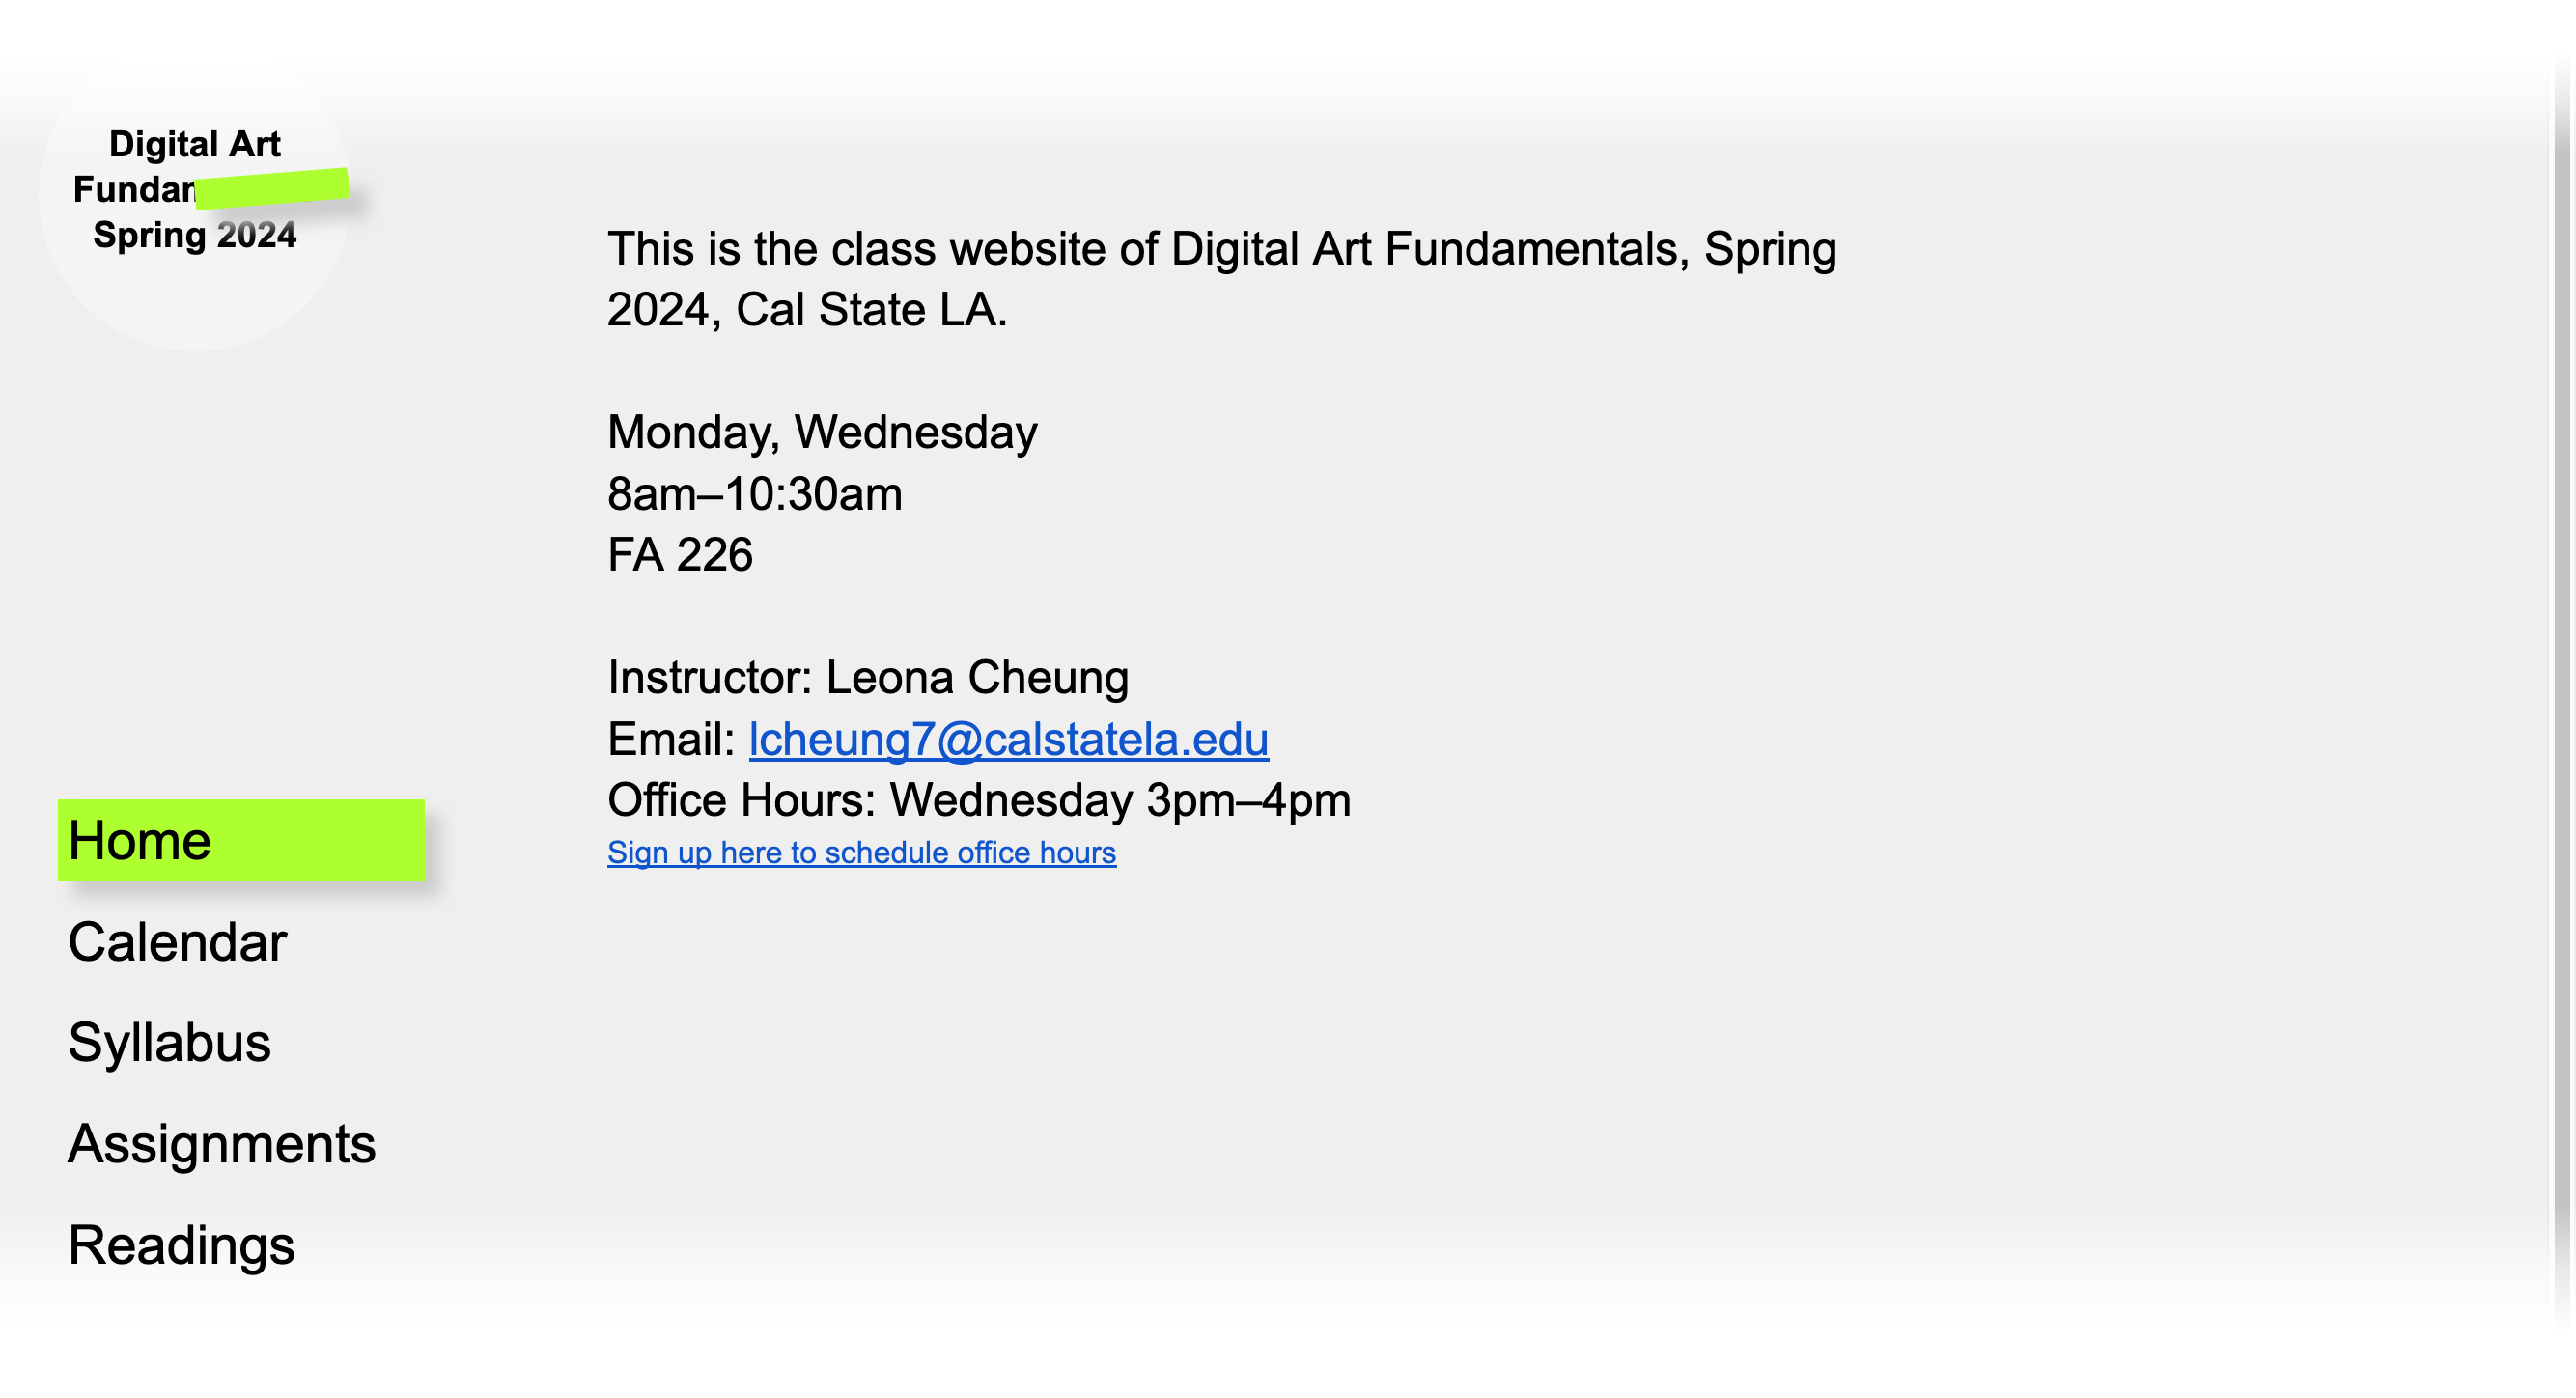 Digital Art
Spring 2024
This is the class website of Digital Art Fundamentals, Spring
2024, Cal State LA.
Monday, Wednesday
8am–10:30am
FA 226
Instructor: Leona Cheung
Email: lcheung7@calstatela.edu
Office Hours: Wednesday 3pm–4pm
Sign up here to schedule office hours
Home
Calendar
Syllabus
Assignments
Readings